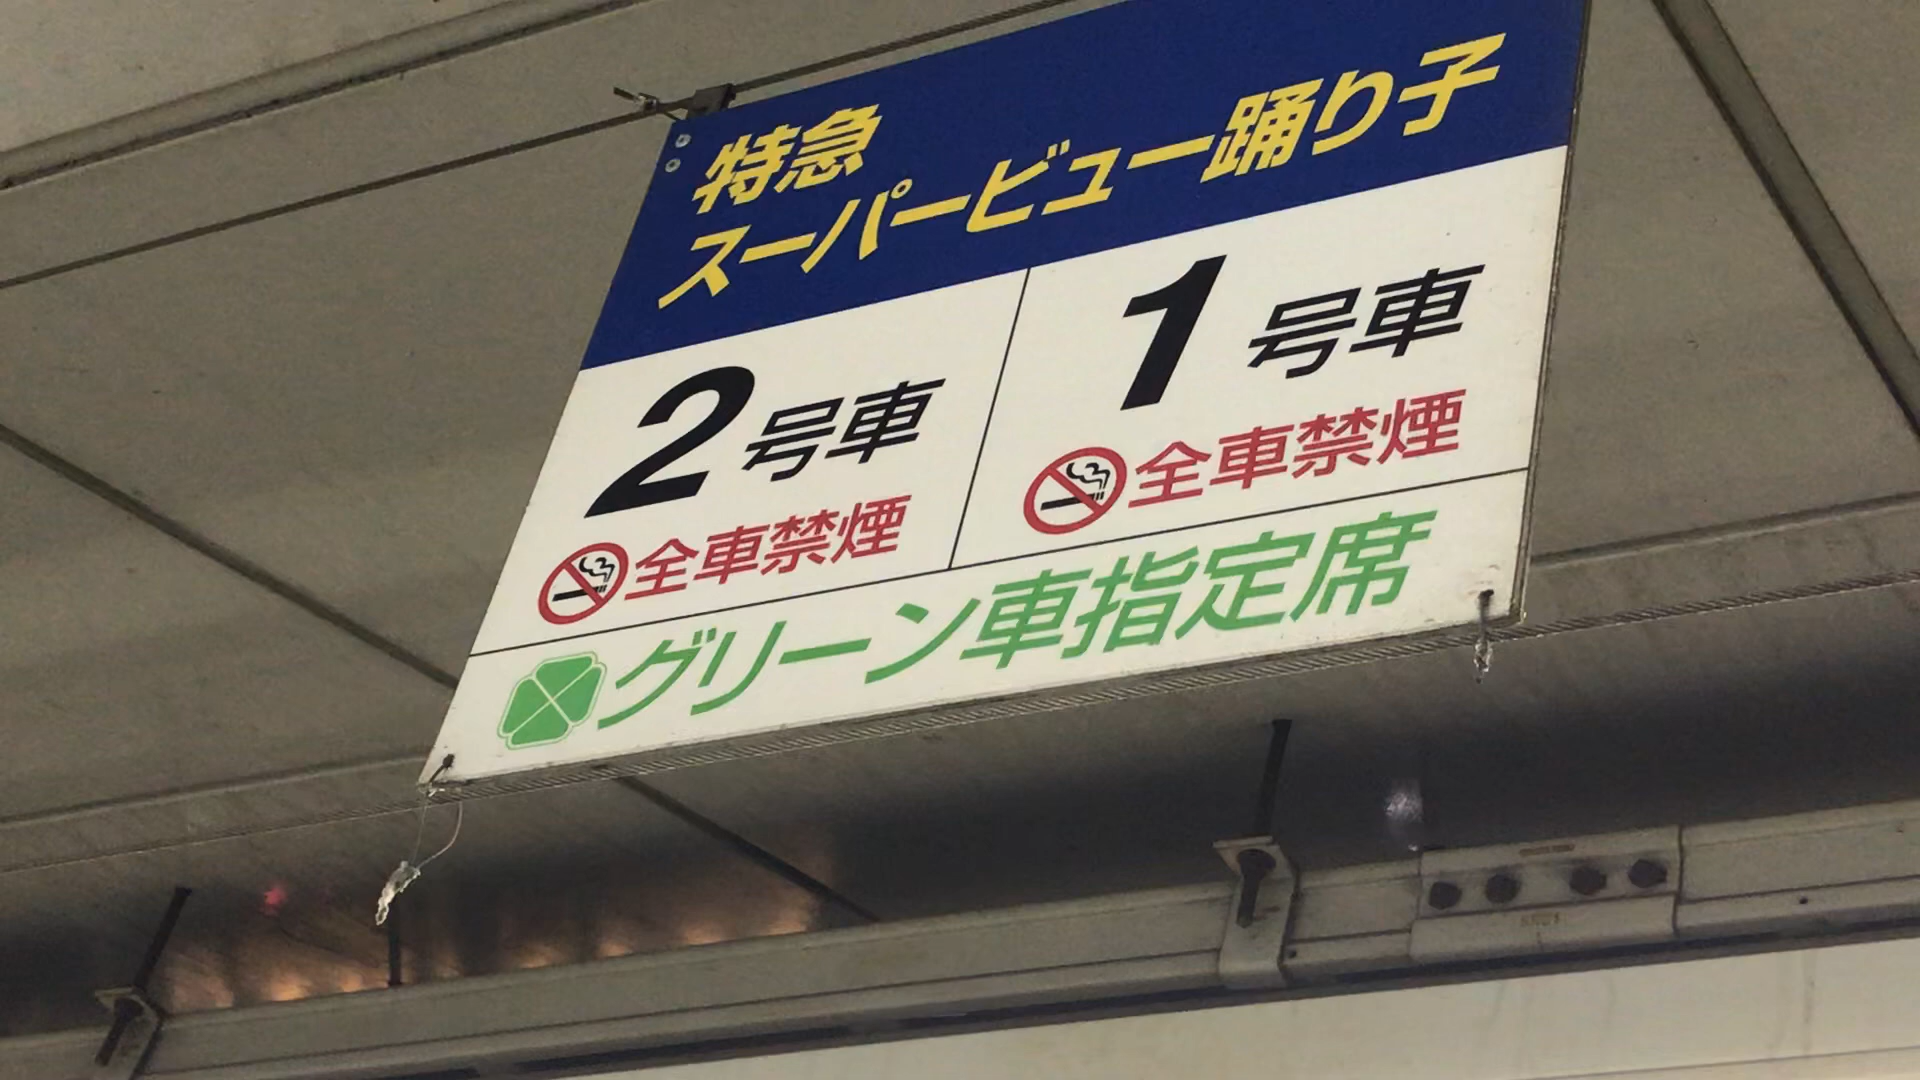 特急
スーパービュー踊り子
2号車
全車禁煙
1号車
全車禁煙
グリーン車指定席